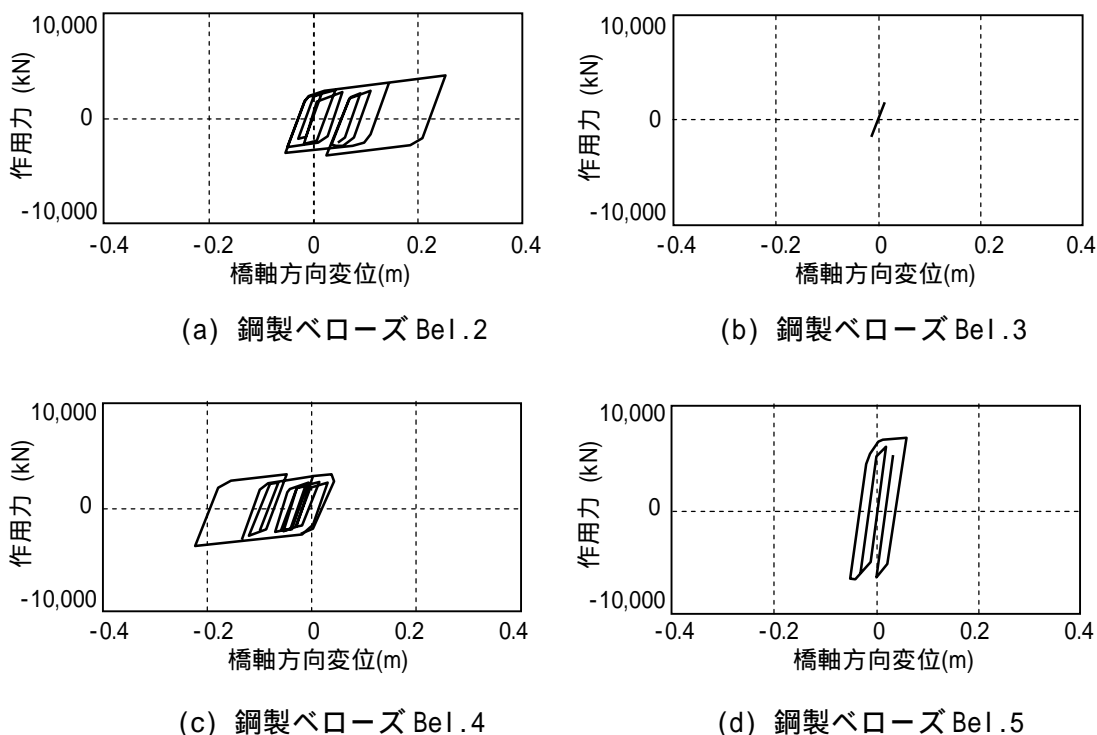 10,000
0
-10,000
作用力 (kN)
-0.4 -0.2 0 0.2 0.4
橋軸方向変位(m)
(a) 鋼製ベローズ Bel.2
10,000
0
-10,000
作用力 (kN)
-0.4 -0.2 0 0.2 0.4
橋軸方向変位(m)
(b) 鋼製ベローズ Bel.3
10,000
0
-10,000
作用力 (kN)
-0.4 -0.2 0 0.2 0.4
橋軸方向変位(m)
(c) 鋼製ベローズ Bel.4
10,000
0
-10,000
作用力 (kN)
-0.4 -0.2 0 0.2 0.4
橋軸方向変位(m)
(d) 鋼製ベローズ Bel.5